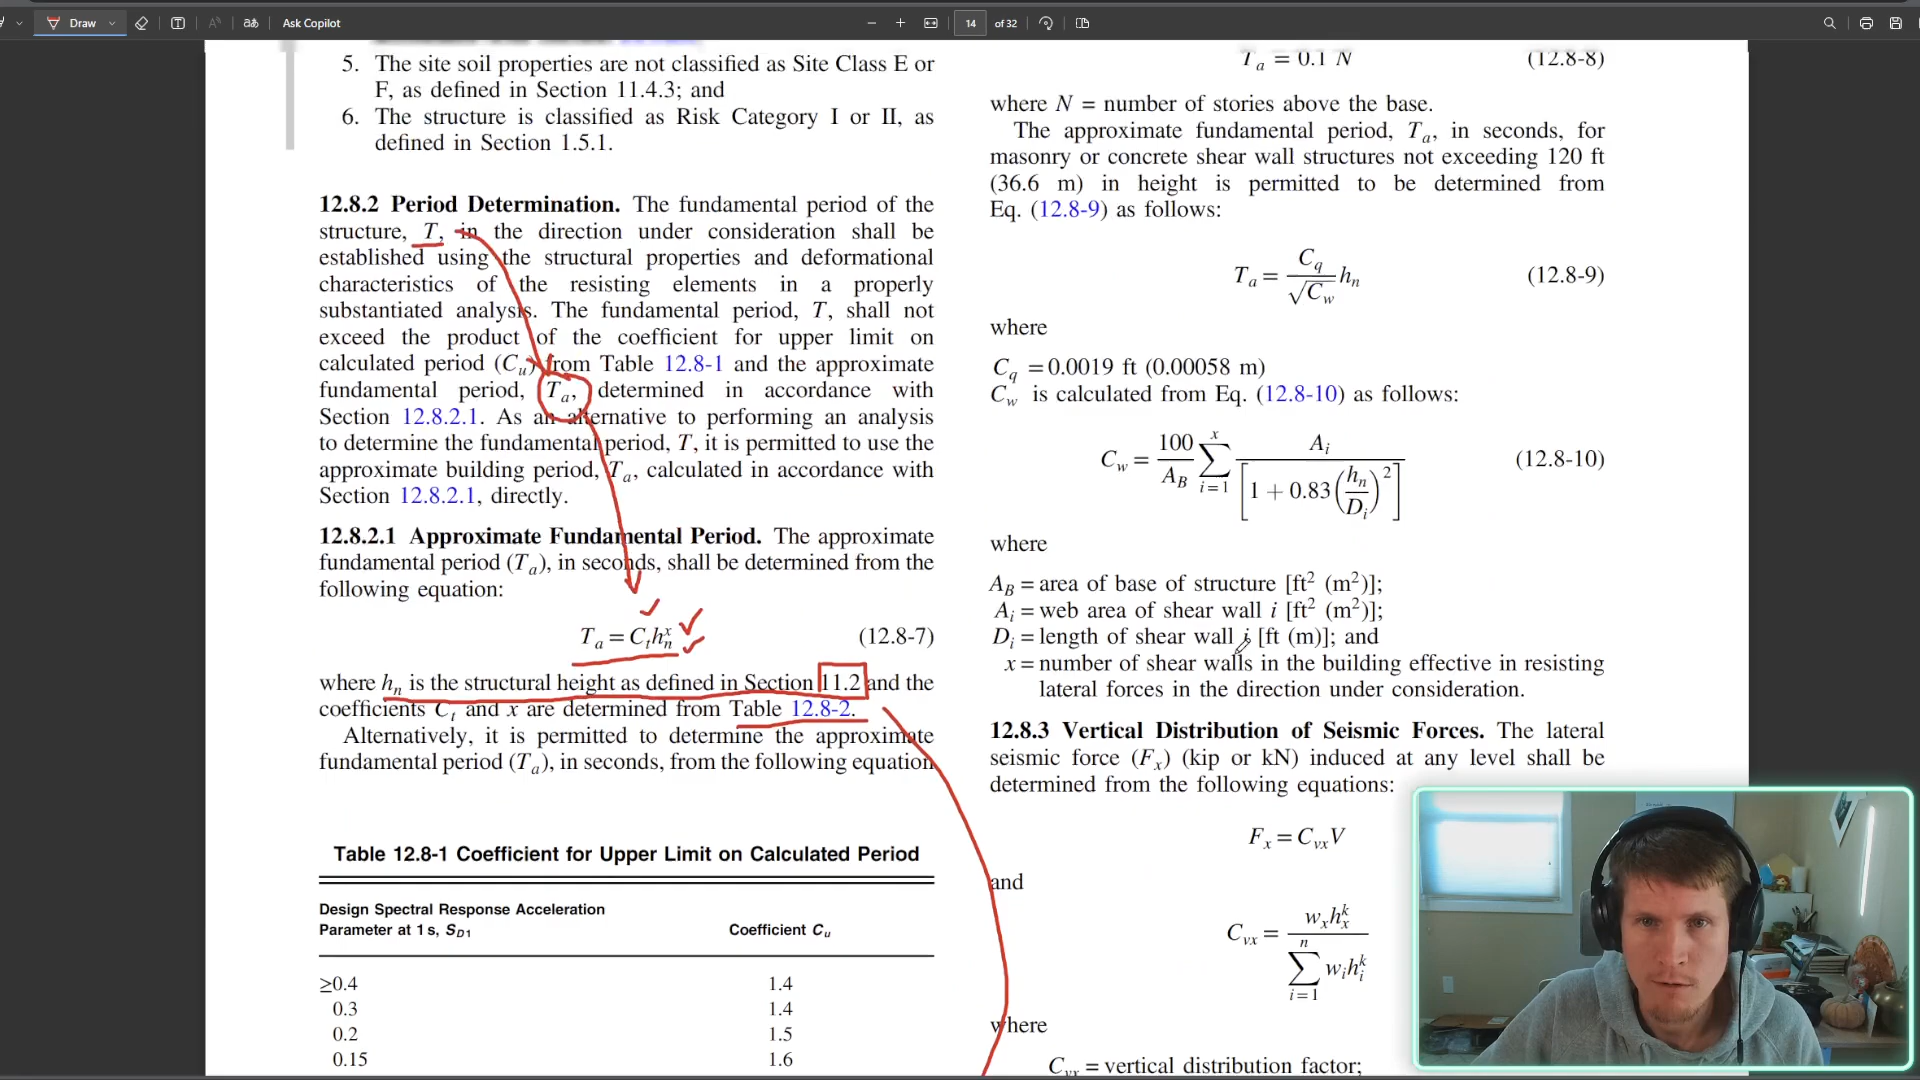 Draw
Ask Copilot
14 of 32
5. The site soil properties are not classified as Site Class E or
F, as defined in Section 11.4.3; and
6. The structure is classified as Risk Category I or II, as
defined in Section 1.5.1.
12.8.2 Period Determination. The fundamental period of the
structure, T, in the direction under consideration shall be
established using the structural properties and deformational
characteristics of the resisting elements in a properly
substantiated analysis. The fundamental period, T, shall not
exceed the product of the coefficient for upper limit on
calculated period (Cu) from Table 12.8-1 and the approximate
fundamental period, Ta, determined in accordance with
Section 12.8.2.1. As an alternative to performing an analysis
to determine the fundamental period, T, it is permitted to use the
approximate building period, Ta, calculated in accordance with
Section 12.8.2.1, directly.
12.8.2.1 Approximate Fundamental Period. The approximate
fundamental period (Ta), in seconds, shall be determined from the
following equation:
Ta = Ct hn^x (12.8-7)
where hn is the structural height as defined in Section 11.2 and the
coefficients Ct and x are determined from Table 12.8-2.
Alternatively, it is permitted to determine the approximate
fundamental period (Ta), in seconds, from the following equation
Table 12.8-1 Coefficient for Upper Limit on Calculated Period
Design Spectral Response Acceleration
Parameter at 1 s, SD1 Coefficient Cu
≥0.4 1.4
0.3 1.4
0.2 1.5
0.15 1.6
Ta = 0.1 N (12.8-8)
where N = number of stories above the base.
The approximate fundamental period, Ta, in seconds, for
masonry or concrete shear wall structures not exceeding 120 ft
(36.6 m) in height is permitted to be determined from
Eq. (12.8-9) as follows:
Ta = Cq/√Cw hn (12.8-9)
where
Cq = 0.0019 ft (0.00058 m)
Cw is calculated from Eq. (12.8-10) as follows:
Cw = 100/AB ∑ i=1 x Ai/[1 + 0.83(hn/Di)^2] (12.8-10)
where
AB = area of base of structure [ft² (m²)];
Ai = web area of shear wall i [ft² (m²)];
Di = length of shear wall i [ft (m)]; and
x = number of shear walls in the building effective in resisting
lateral forces in the direction under consideration.
12.8.3 Vertical Distribution of Seismic Forces. The lateral
seismic force (Fx) (kip or kN) induced at any level shall be
determined from the following equations:
Fx = CvxV
and
Cvx = wx hx^k / ∑ i=1 n wi hi^k
where
Cvx = vertical distribution factor;